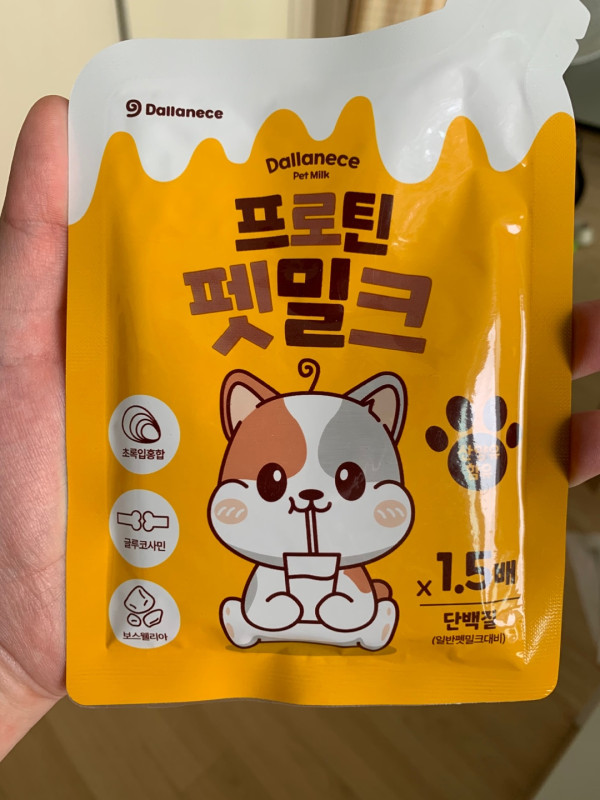 Dallanece
Dallanece
Pet Milk
프로틴
펫밀크
초록입홍합
글루코사민
보스웰리아
x 1.5배
단백질
(일반펫밀크대비)